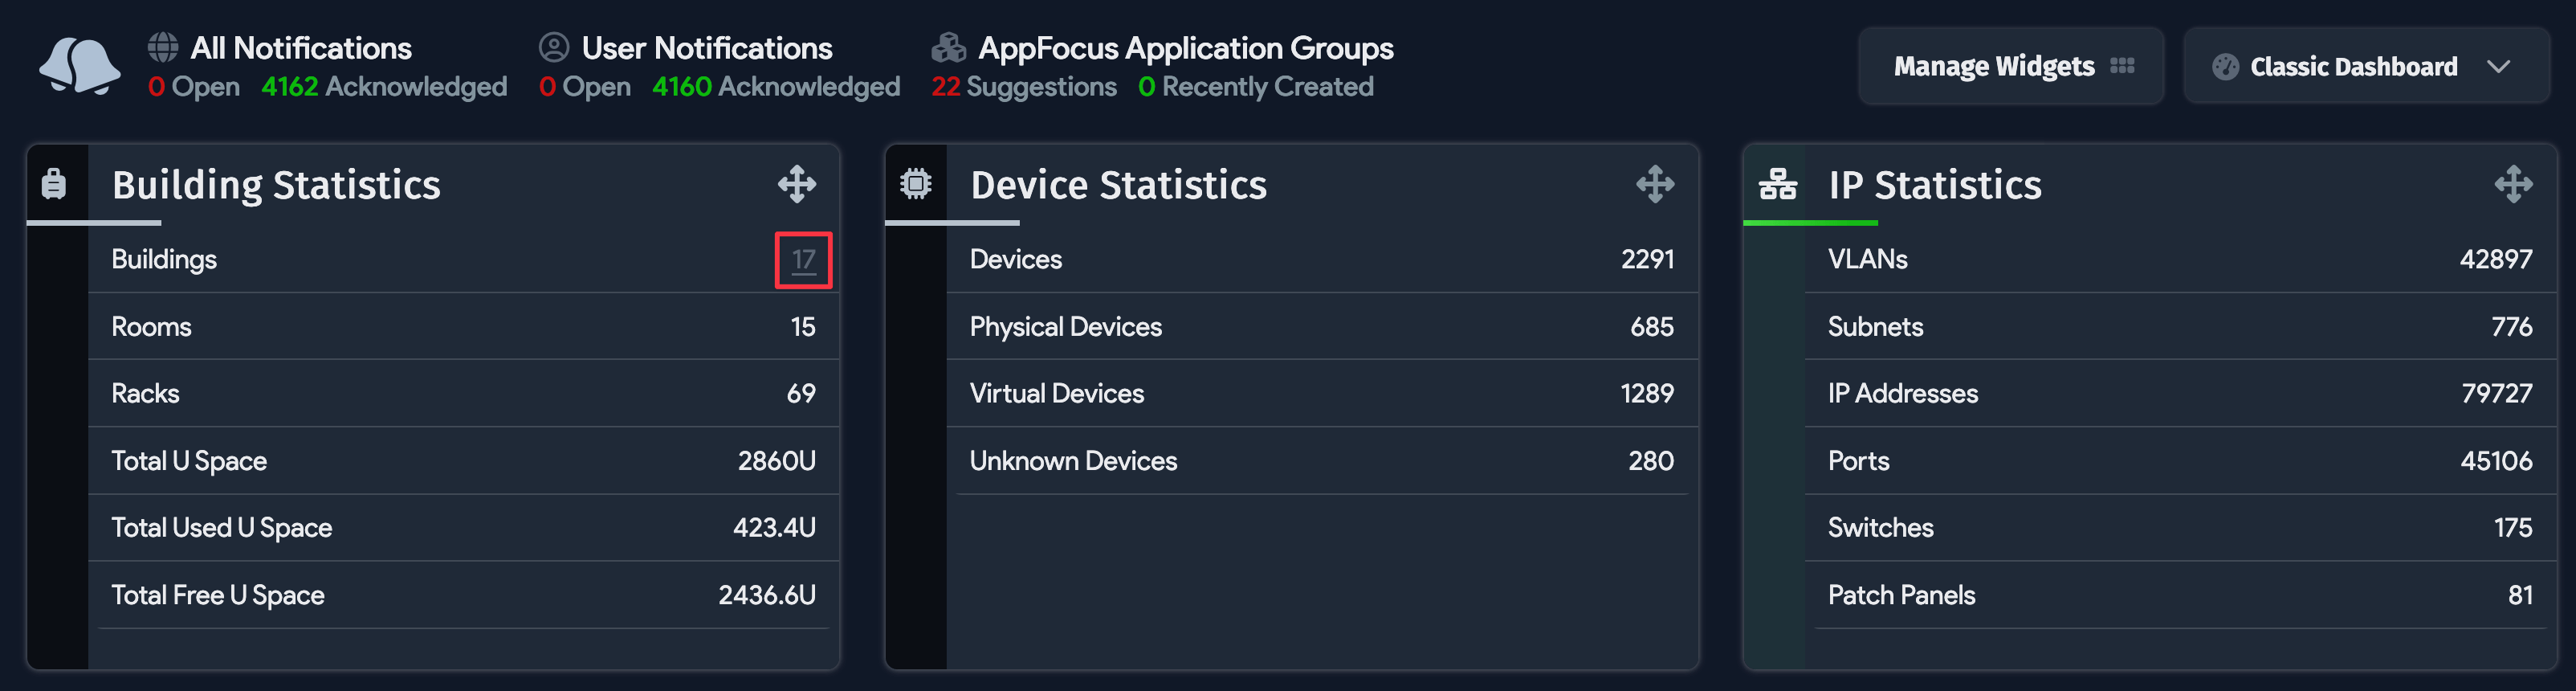 All Notifications
0 Open 4162 Acknowledged
User Notifications
0 Open 4160 Acknowledged
AppFocus Application Groups
22 Suggestions 0 Recently Created
Manage Widgets
Classic Dashboard
Building Statistics
Buildings 17
Rooms 15
Racks 69
Total U Space 2860U
Total Used U Space 423.4U
Total Free U Space 2436.6U
Device Statistics
Devices 2291
Physical Devices 685
Virtual Devices 1289
Unknown Devices 280
IP Statistics
VLANs 42897
Subnets 776
IP Addresses 79727
Ports 45106
Switches 175
Patch Panels 81